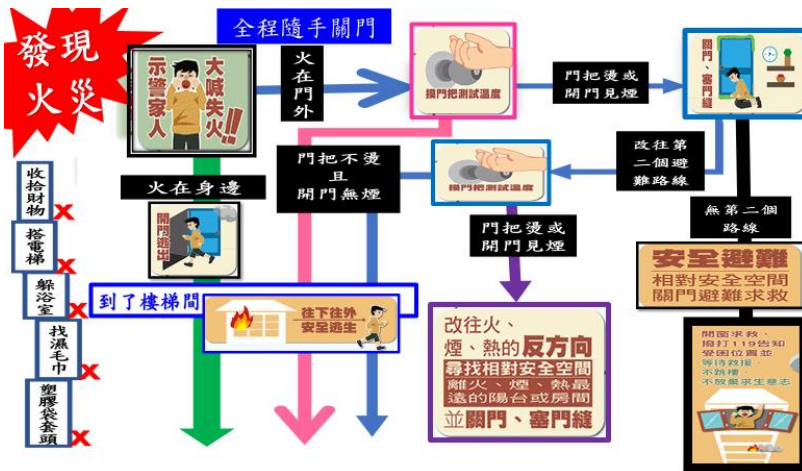 發現
火災
大喊失火!!
示警家人
全程隨手關門
火在
門外
摸門把測試溫度
門把燙或
開門見煙
關門、塞門縫
改往第
二個避
難路線
摸門把測試溫度
門把不燙
且
開門無煙
門把燙或
開門見煙
無第二個
路線
火在身邊
開門逃出
到了樓梯間
往下往外
安全逃生
改往火、
煙、熱的反方向
尋找相對安全空間
離火、煙、熱最
遠的陽台或房間
並關門、塞門縫
安全避難
相對安全空間
關門避難求救
開窗求救、
撥打119告知
受困位置並
等待救援,
不跳樓,
不放棄求生意志
收拾財物
X
搭電梯
X
躲浴室
X
找濕毛巾
X
塑膠袋套頭
X